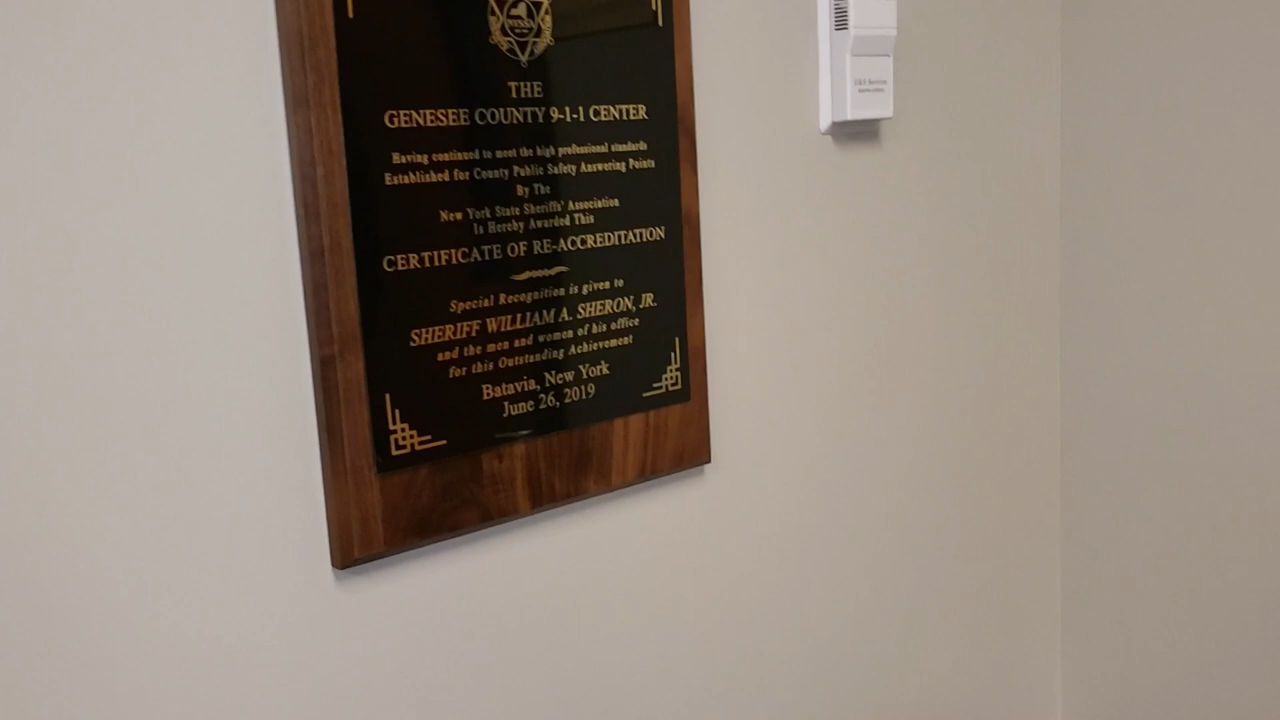 NYSSA
THE
GENESEE COUNTY 9-1-1 CENTER
Having continued to meet the high professional standards
Established for County Public Safety Answering Points
By The
New York State Sheriffs' Association
Is Hereby Awarded This
CERTIFICATE OF RE-ACCREDITATION
Special Recognition is given to
SHERIFF WILLIAM A. SHERON, JR.
and the men and women of his office
for this Outstanding Achievement
Batavia, New York
June 26, 2019